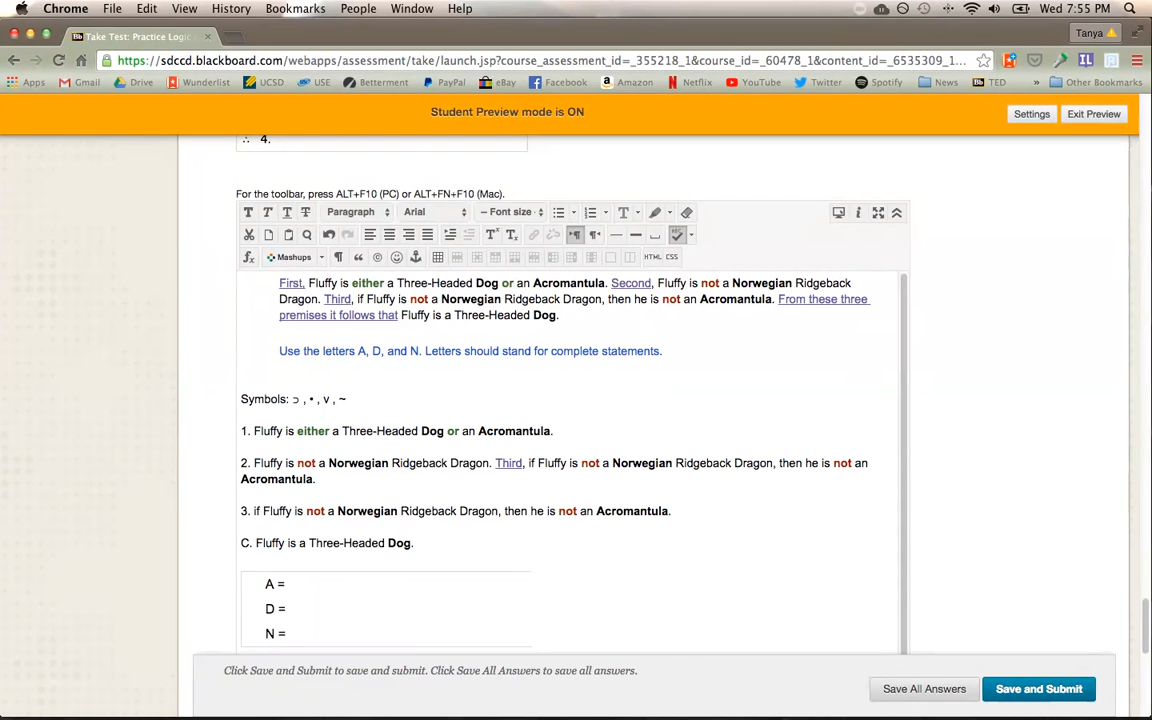 Chrome File Edit View History Bookmarks People Window Help Wed 7:55 PM
Bb Take Test: Practice Logic Tanya
https://sdccd.blackboard.com/webapps/assessment/take/launch.jsp?course_assessment_id=_355218_1&course_id=_60478_1&content_id=_6535309_1...
Apps Gmail Drive Wunderlist UCSD USE Betterment PayPal eBay Facebook Amazon Netflix YouTube Twitter Spotify News TED » Other Bookmarks
Student Preview mode is ON
Settings Exit Preview
∴ 4.
For the toolbar, press ALT+F10 (PC) or ALT+FN+F10 (Mac).
T T T T Paragraph Arial -- Font size
Mashups HTML CSS
First, Fluffy is either a Three-Headed Dog or an Acromantula. Second, Fluffy is not a Norwegian Ridgeback
Dragon. Third, if Fluffy is not a Norwegian Ridgeback Dragon, then he is not an Acromantula. From these three
premises it follows that Fluffy is a Three-Headed Dog.
Use the letters A, D, and N. Letters should stand for complete statements.
Symbols: ⊃ , • , v , ~
1. Fluffy is either a Three-Headed Dog or an Acromantula.
2. Fluffy is not a Norwegian Ridgeback Dragon. Third, if Fluffy is not a Norwegian Ridgeback Dragon, then he is not an
Acromantula.
3. if Fluffy is not a Norwegian Ridgeback Dragon, then he is not an Acromantula.
C. Fluffy is a Three-Headed Dog.
A =
D =
N =
Click Save and Submit to save and submit. Click Save All Answers to save all answers.
Save All Answers Save and Submit